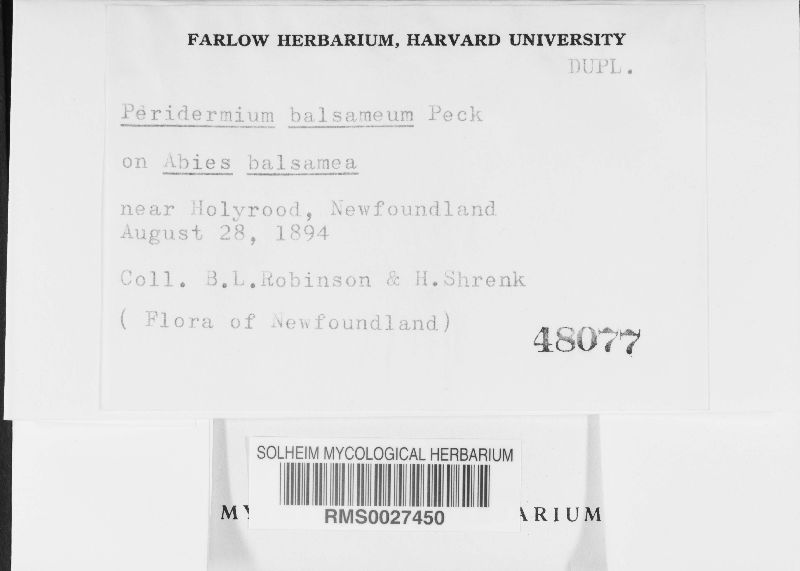 FARLOW HERBARIUM, HARVARD UNIVERSITY
DUPL.
Peridermium balsameum Peck
on Abies balsamea
near Holyrood, Newfoundland
August 28, 1894
Coll. B.L.Robinson & H.Shrenk
( Flora of Newfoundland)
48077
SOLHEIM MYCOLOGICAL HERBARIUM
RMS0027450